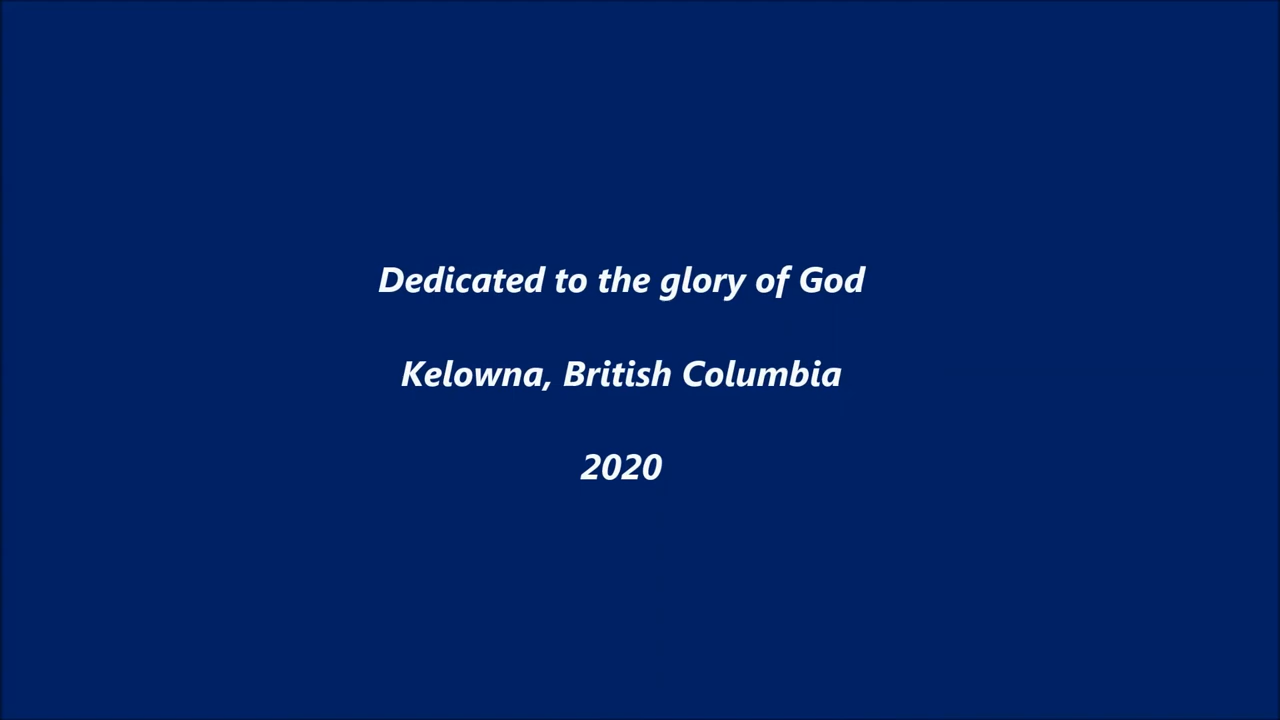 Dedicated to the glory of God
Kelowna, British Columbia
2020